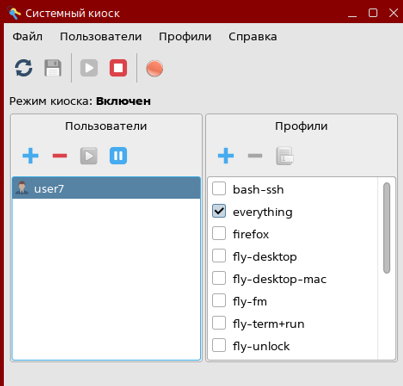 Системный киоск
Файл Пользователи Профили Справка
Режим киоска: Включен
Пользователи
user7
Профили
bash-ssh
everything
firefox
fly-desktop
fly-desktop-mac
fly-fm
fly-term+run
fly-unlock